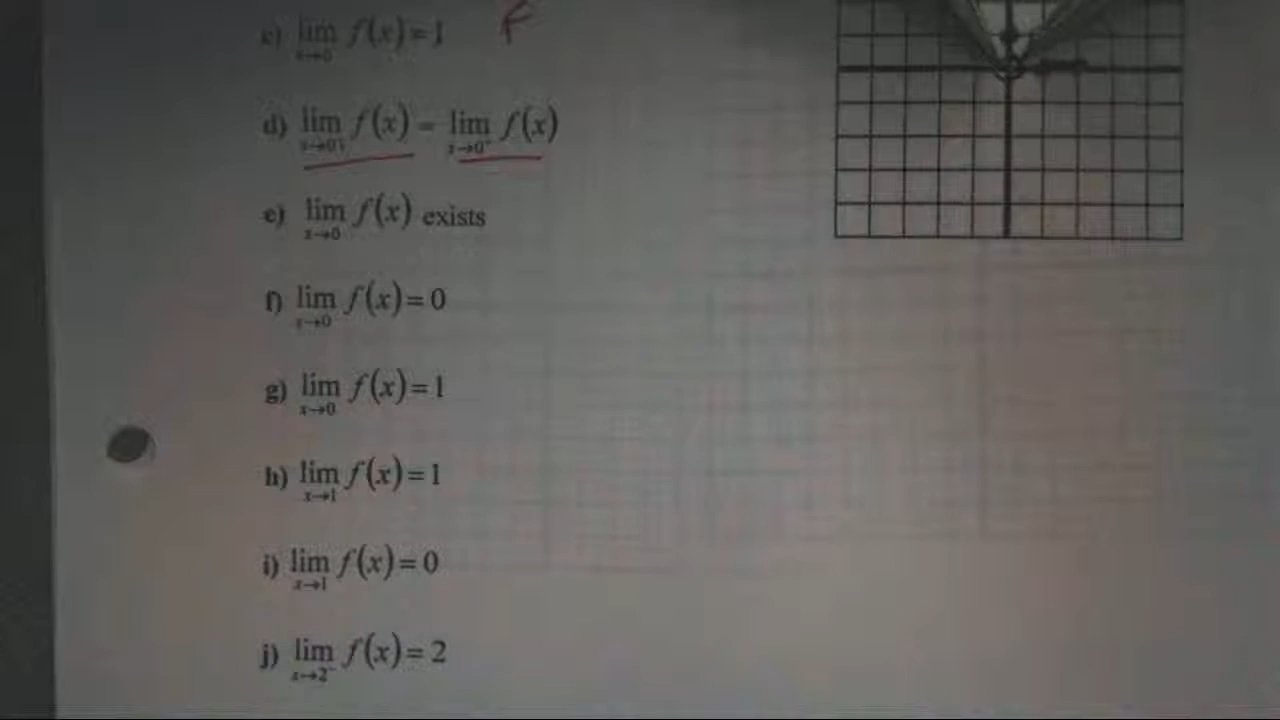 c) lim x→0⁻ f(x)=1 F
d) lim x→0⁺ f(x) = lim x→0⁻ f(x)
e) lim x→0 f(x) exists
f) lim x→0 f(x)=0
g) lim x→0 f(x)=1
h) lim x→1 f(x)=1
i) lim x→1 f(x)=0
j) lim x→2⁻ f(x)=2